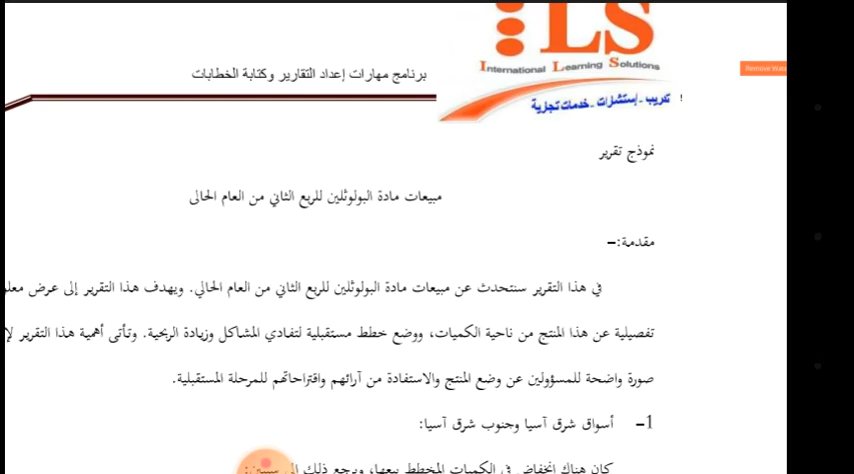 ILS
International Learning Solutions
برنامج مهارات إعداد التقارير وكتابة الخطابات
تدريب ـ إستشارات ـ خدمات تجارية
نموذج تقرير
مبيعات مادة البولوثلين للربع الثاني من العام الحالى
مقدمة:–
في هذا التقرير سنتحدث عن مبيعات مادة البولوثلين للربع الثاني من العام الحالي. ويهدف هذا التقرير إلى عرض
تفصيلية عن هذا المنتج من ناحية الكميات، ووضع خطط مستقبلية لتفادي المشاكل وزيادة الربحية. وتأتى أهمية هذا التقرير
صورة واضحة للمسؤولين عن وضع المنتج والاستفادة من آرائهم واقتراحاتهم للمرحلة المستقبلية.
1– أسواق شرق آسيا وجنوب شرق آسيا:
كان هناك انخفاض في الكميات المخطط بيعها، ويرجع ذلك إلى سببين:
Remove